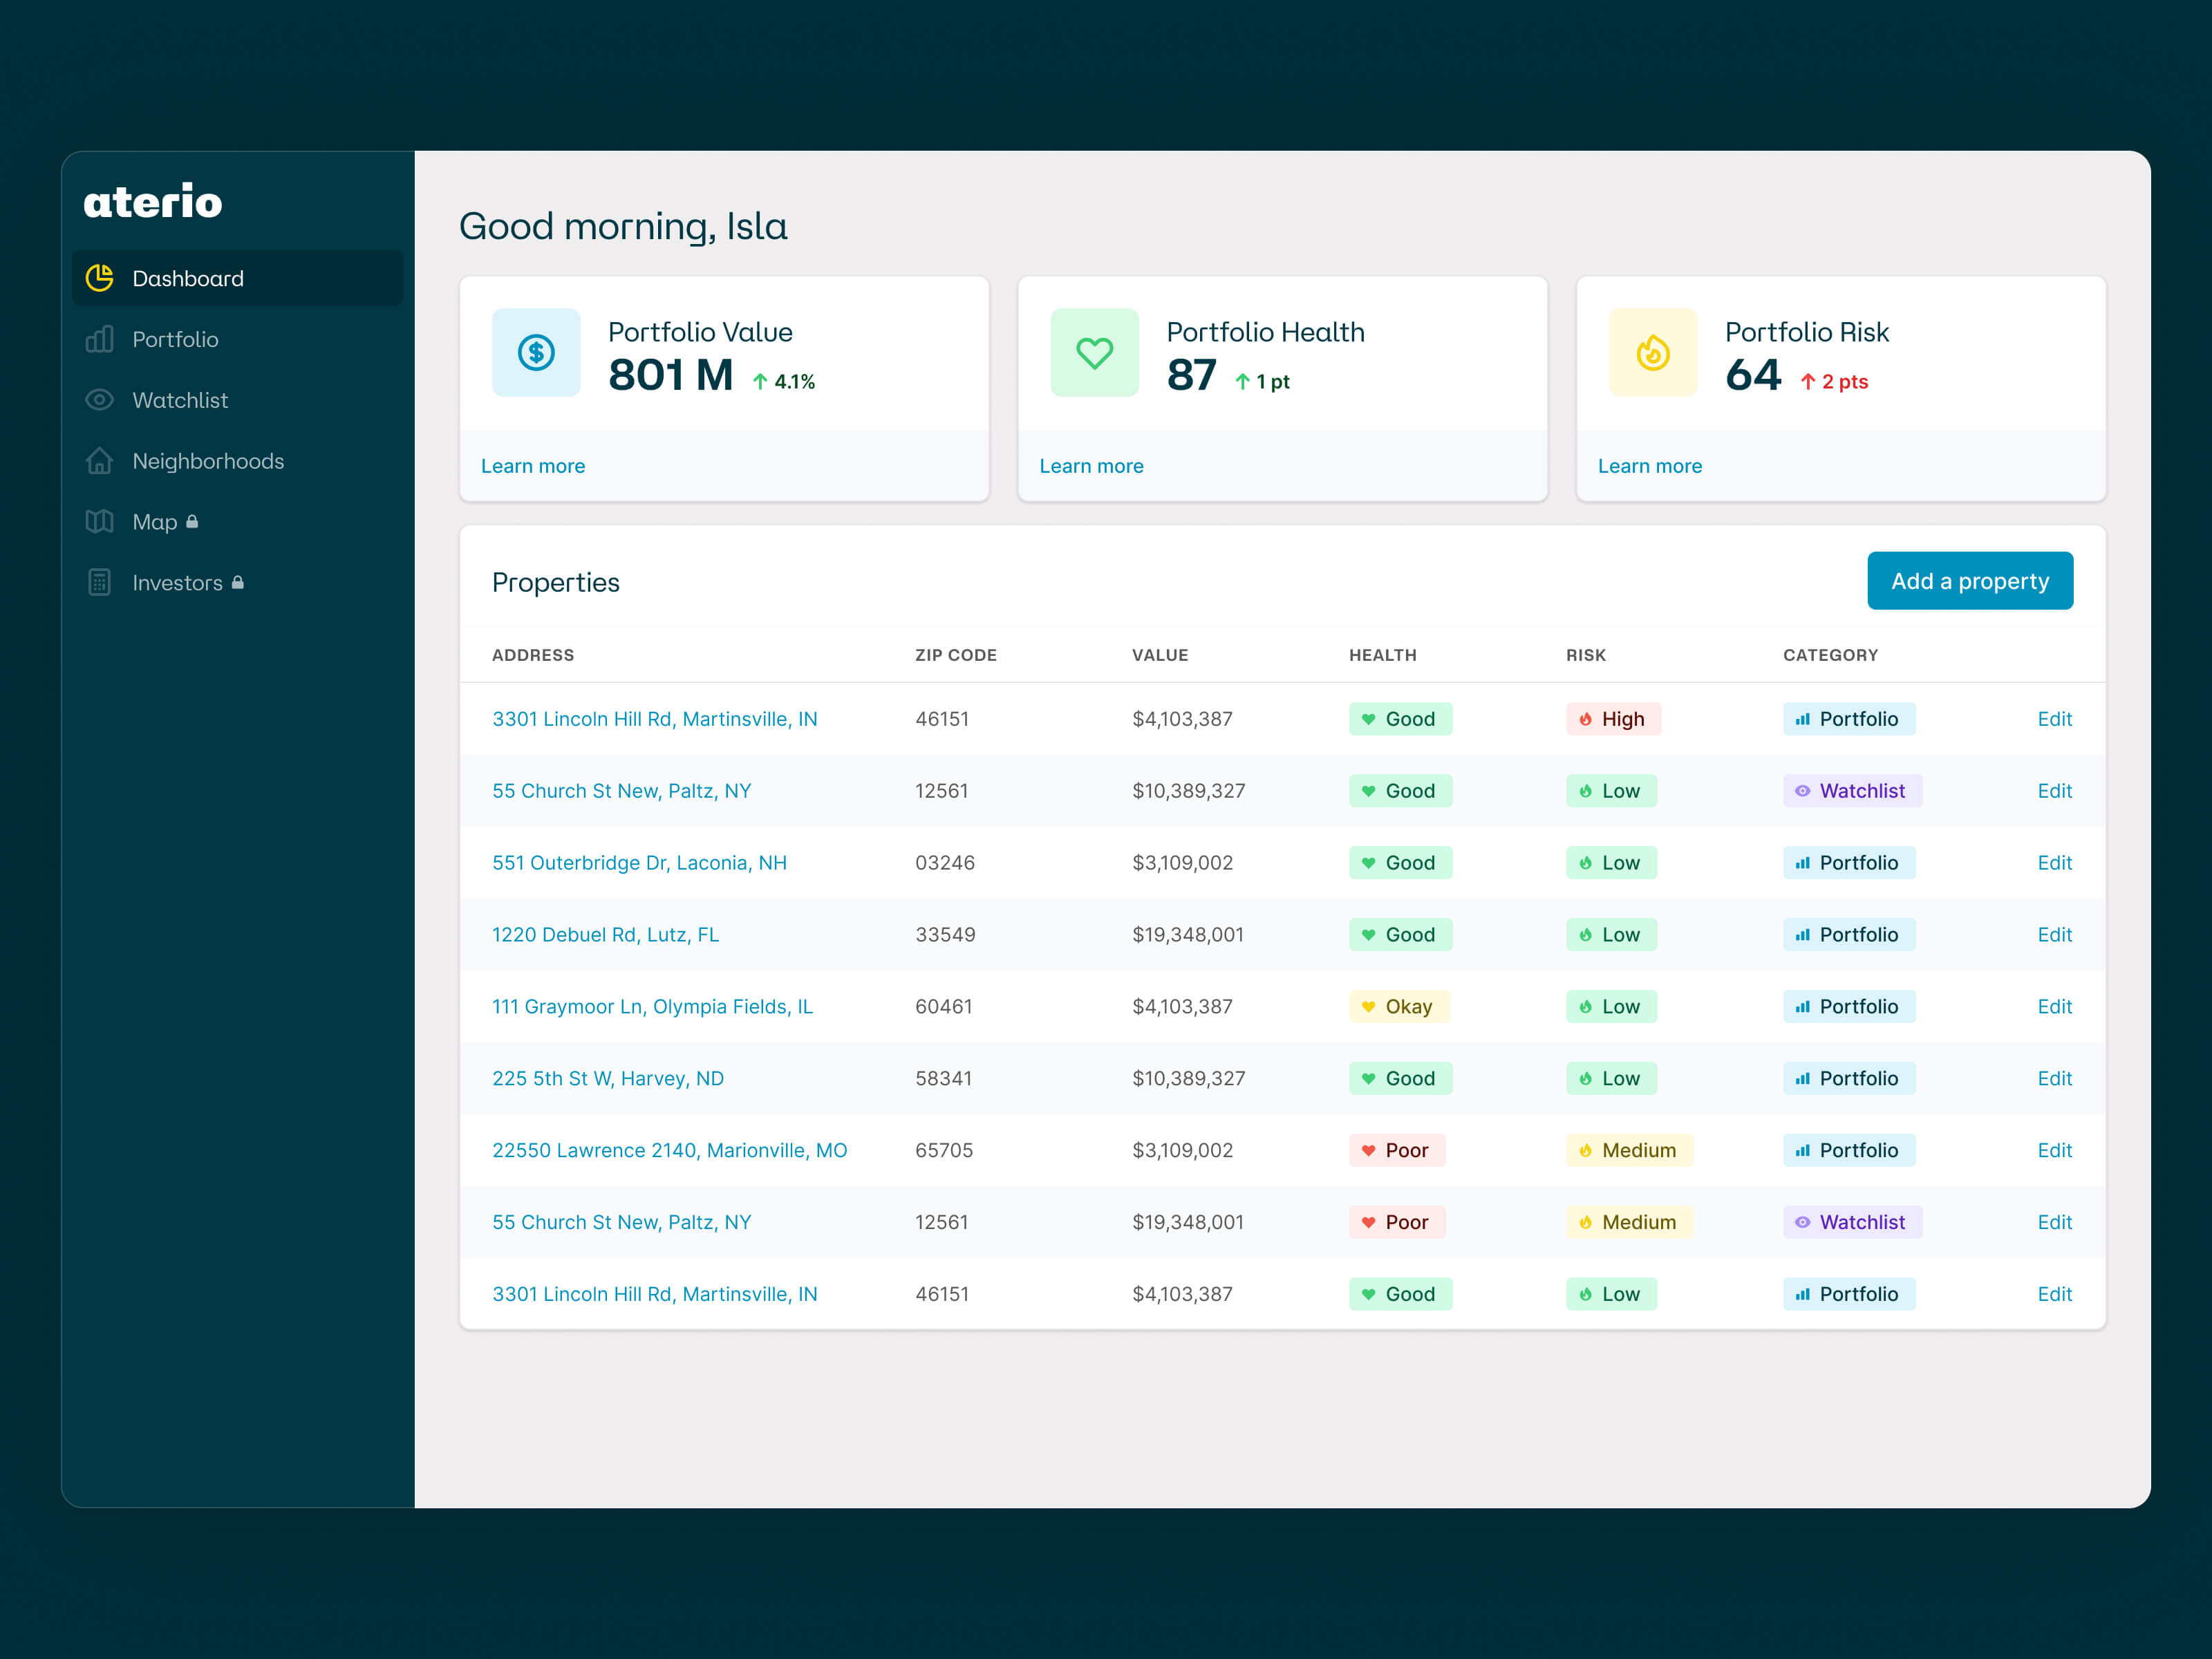 aterio
Dashboard
Portfolio
Watchlist
Neighborhoods
Map
Investors
Good morning, Isla
Portfolio Value
801 M 4.1%
Learn more
Portfolio Health
87 1 pt
Learn more
Portfolio Risk
64 2 pts
Learn more
Properties
Add a property
ADDRESS ZIP CODE VALUE HEALTH RISK CATEGORY
3301 Lincoln Hill Rd, Martinsville, IN 46151 $4,103,387 Good High Portfolio Edit
55 Church St New, Paltz, NY 12561 $10,389,327 Good Low Watchlist Edit
551 Outerbridge Dr, Laconia, NH 03246 $3,109,002 Good Low Portfolio Edit
1220 Debuel Rd, Lutz, FL 33549 $19,348,001 Good Low Portfolio Edit
111 Graymoor Ln, Olympia Fields, IL 60461 $4,103,387 Okay Low Portfolio Edit
225 5th St W, Harvey, ND 58341 $10,389,327 Good Low Portfolio Edit
22550 Lawrence 2140, Marionville, MO 65705 $3,109,002 Poor Medium Portfolio Edit
55 Church St New, Paltz, NY 12561 $19,348,001 Poor Medium Watchlist Edit
3301 Lincoln Hill Rd, Martinsville, IN 46151 $4,103,387 Good Low Portfolio Edit